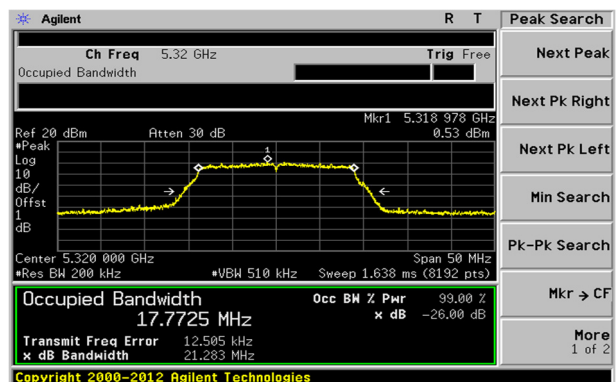 Agilent R T Peak Search
Ch Freq 5.32 GHz Trig Free
Occupied Bandwidth
Next Peak
Next Pk Right
Next Pk Left
Min Search
Pk-Pk Search
Mkr → CF
More
1 of 2
Mkr1 5.318 978 GHz
Ref 20 dBm Atten 30 dB 0.53 dBm
#Peak
Log
10
dB/
Offst
1
dB
1
Center 5.320 000 GHz Span 50 MHz
#Res BW 200 kHz #VBW 510 kHz Sweep 1.638 ms (8192 pts)
Occupied Bandwidth Occ BW % Pwr 99.00 %
17.7725 MHz x dB -26.00 dB
Transmit Freq Error 12.505 kHz
x dB Bandwidth 21.283 MHz
Copyright 2000-2012 Agilent Technologies